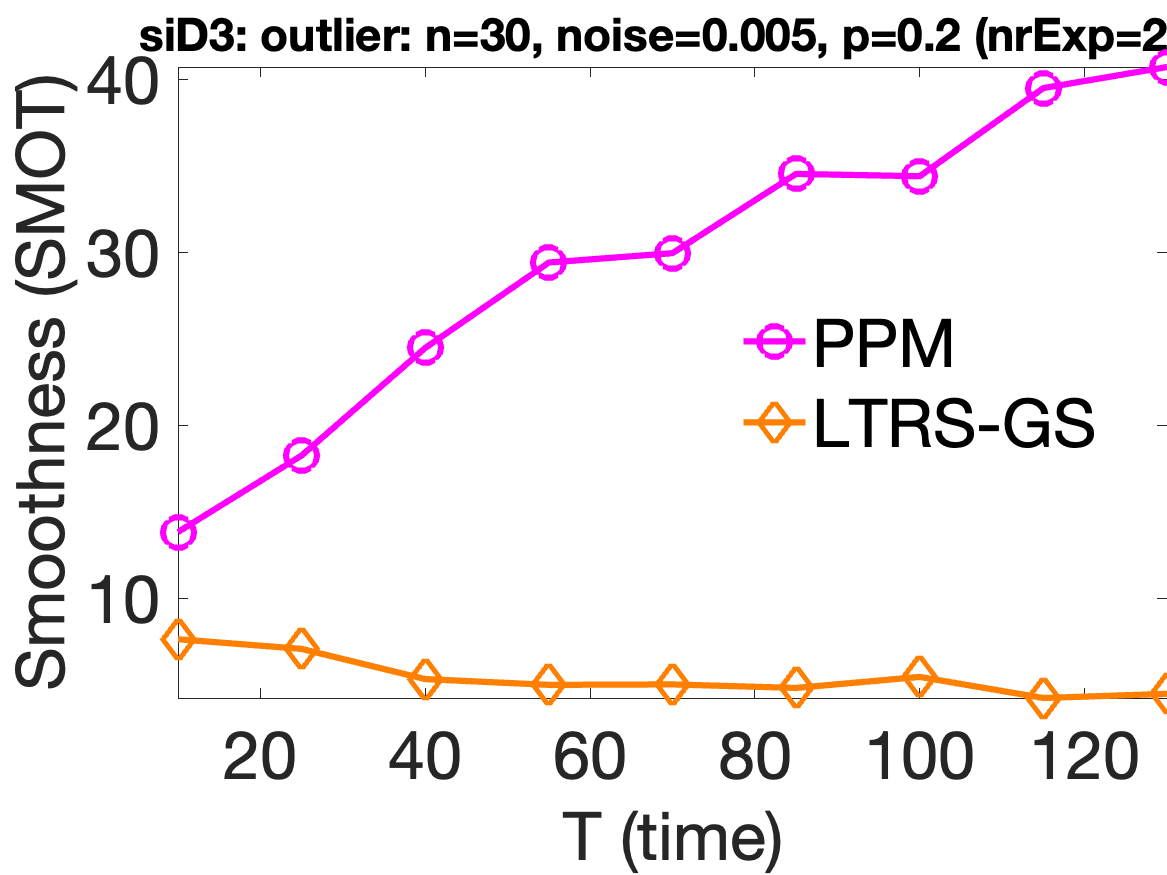 siD3: outlier: n=30, noise=0.005, p=0.2 (nrExp=2
Smoothness (SMOT)
40
30
20
10
PPM
LTRS-GS
20 40 60 80 100 120
T (time)